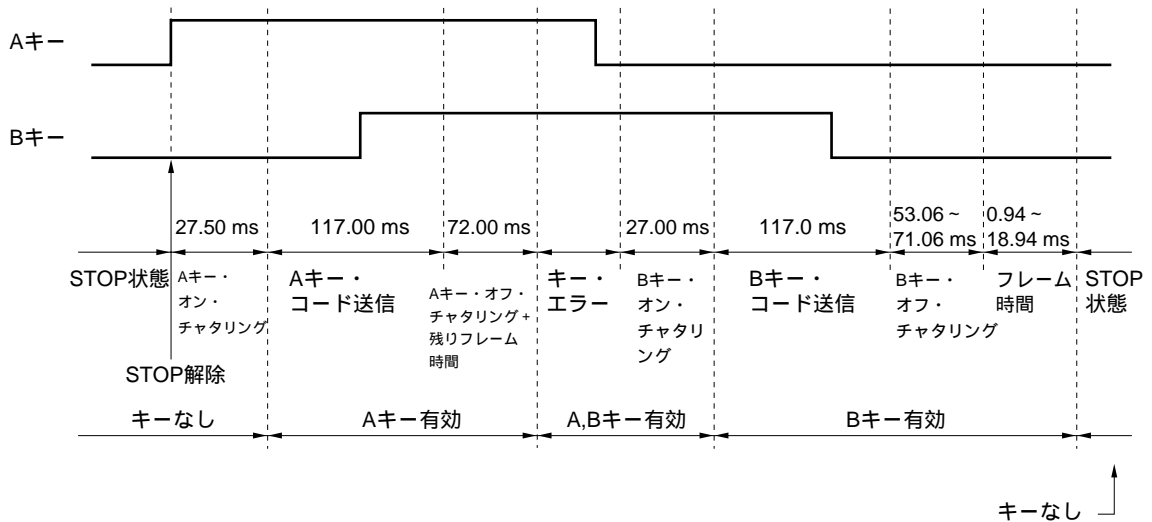 Aキー
Bキー
27.50 ms
117.00 ms
72.00 ms
27.00 ms
117.0 ms
53.06 ~
71.06 ms
0.94 ~
18.94 ms
STOP状態
Aキー・
オン・
チャタリング
Aキー・
コード送信
Aキー・オフ・
チャタリング +
残りフレーム
時間
キー・
エラー
Bキー・
オン・
チャタリ
ング
Bキー・
コード送信
Bキー・
オフ・
チャタリング
フレーム
時間
STOP
状態
STOP解除
キーなし
Aキー有効
A,Bキー有効
Bキー有効
キーなし